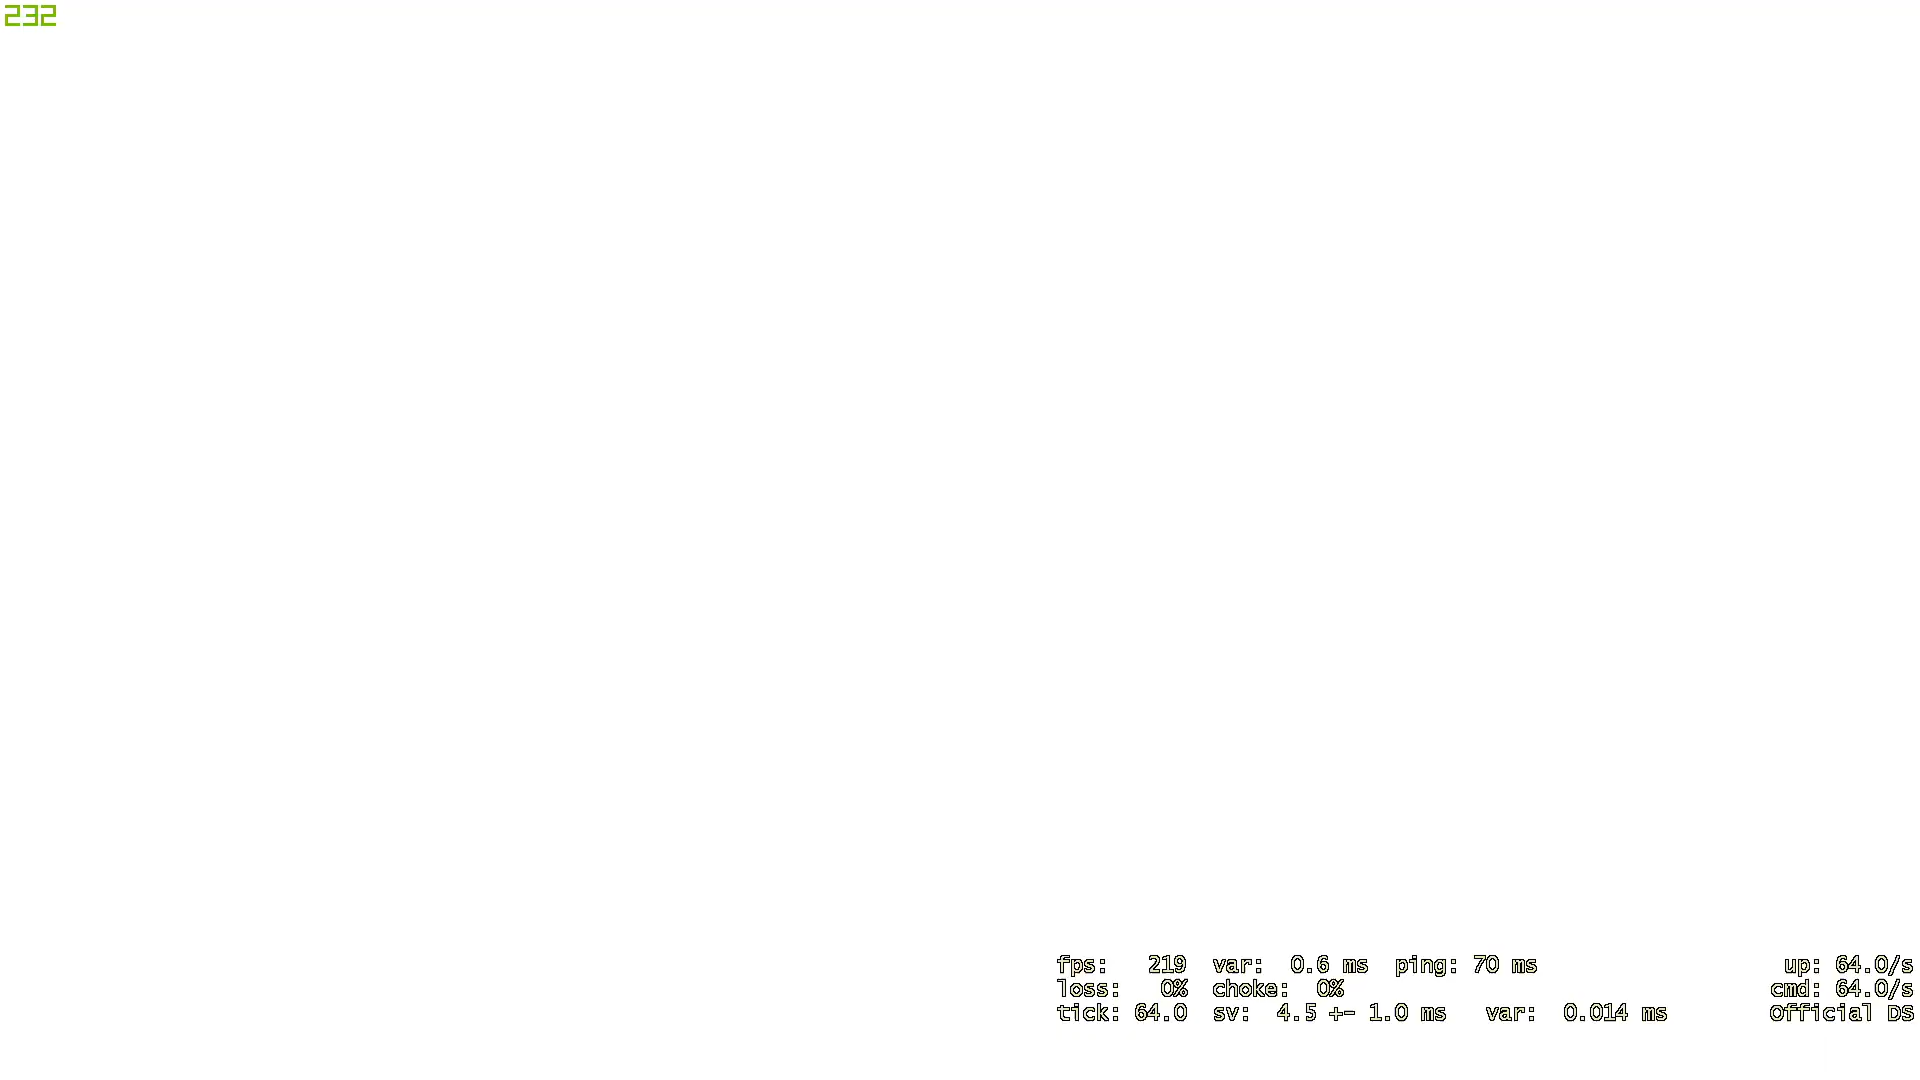 232
fps: 219 var: 0.6 ms ping: 70 ms up: 64.0/s
loss: 0% choke: 0% cmd: 64.0/s
tick: 64.0 sv: 4.5 +- 1.0 ms var: 0.014 ms Official DS